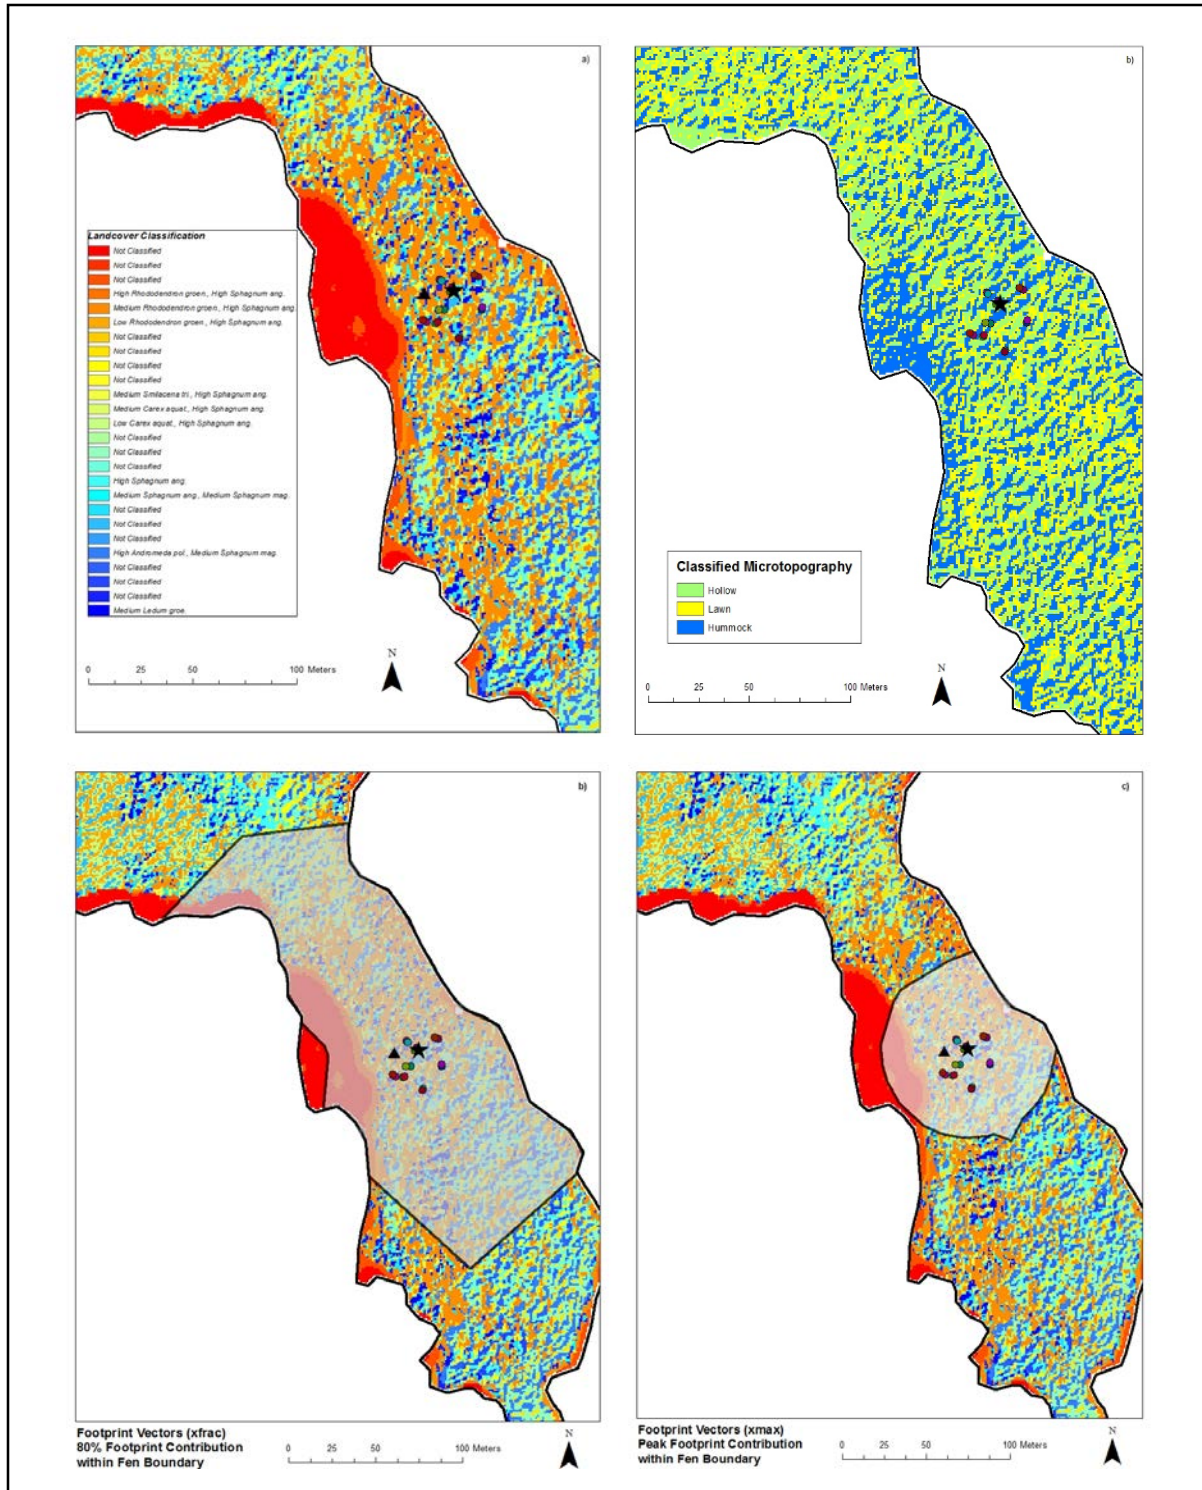 a)
Landcover Classification
Not Classified
Not Classified
Not Classified
High Rhododendron groen., High Sphagnum ang.
Medium Rhododendron groen., High Sphagnum ang.
Low Rhododendron groen., High Sphagnum ang.
Not Classified
Not Classified
Not Classified
Not Classified
Medium Smilacena tri., High Sphagnum ang.
Medium Carex aquat., High Sphagnum ang.
Low Carex aquat., High Sphagnum ang.
Not Classified
Not Classified
Not Classified
High Sphagnum ang.
Medium Sphagnum ang., Medium Sphagnum mag.
Not Classified
Not Classified
Not Classified
High Andromeda pol., Medium Sphagnum mag.
Not Classified
Not Classified
Not Classified
Medium Ledum groe.
0 25 50 100 Meters
N
b)
Classified Microtopography
Hollow
Lawn
Hummock
0 25 50 100 Meters
N
b)
Footprint Vectors (xfrac)
80% Footprint Contribution
within Fen Boundary
0 25 50 100 Meters
N
c)
Footprint Vectors (xmax)
Peak Footprint Contribution
within Fen Boundary
0 25 50 100 Meters
N